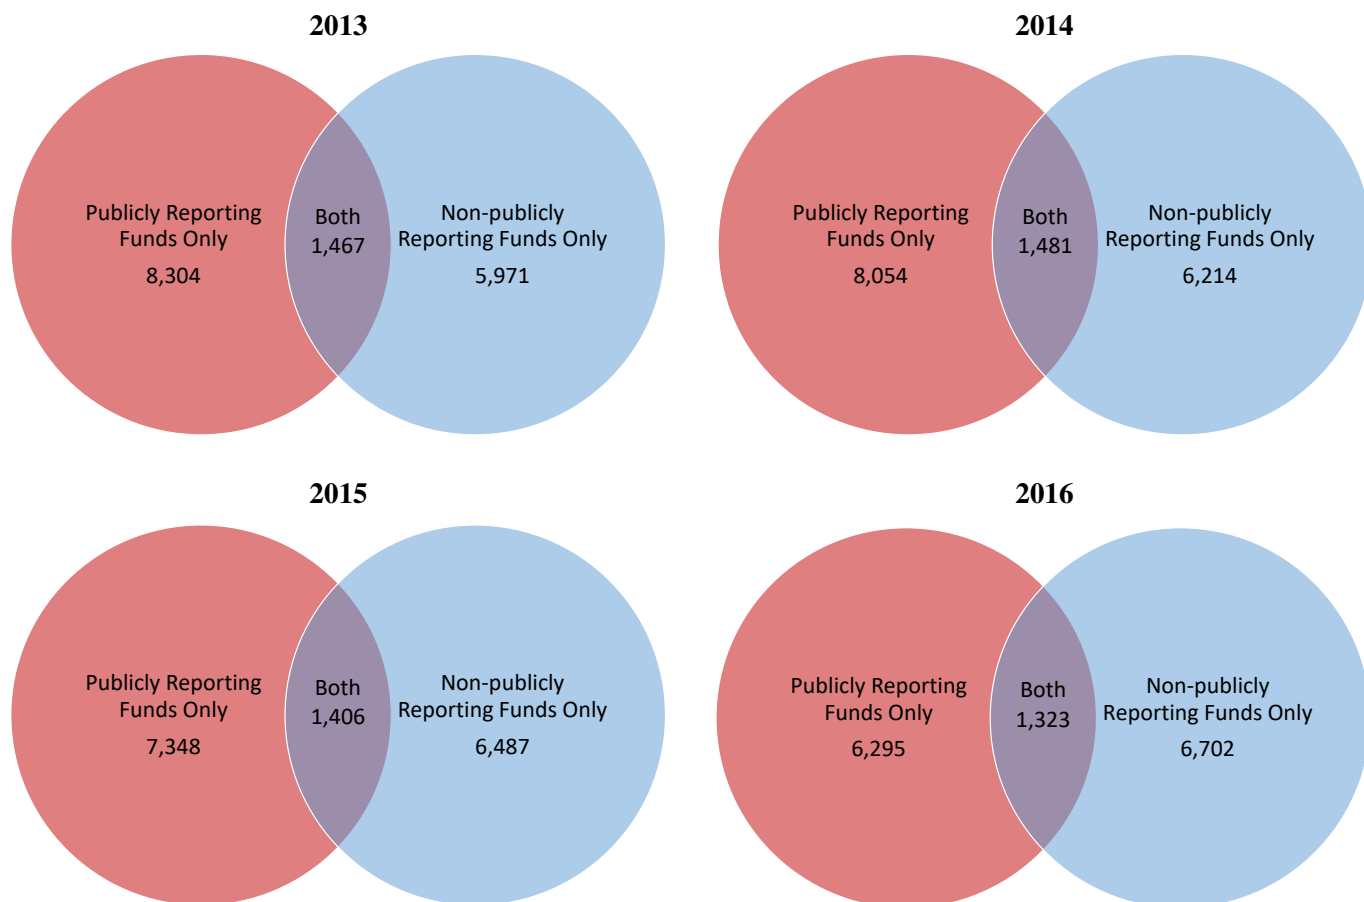 2013
Publicly Reporting
Funds Only
8,304
Both
1,467
Non-publicly
Reporting Funds Only
5,971
2014
Publicly Reporting
Funds Only
8,054
Both
1,481
Non-publicly
Reporting Funds Only
6,214
2015
Publicly Reporting
Funds Only
7,348
Both
1,406
Non-publicly
Reporting Funds Only
6,487
2016
Publicly Reporting
Funds Only
6,295
Both
1,323
Non-publicly
Reporting Funds Only
6,702